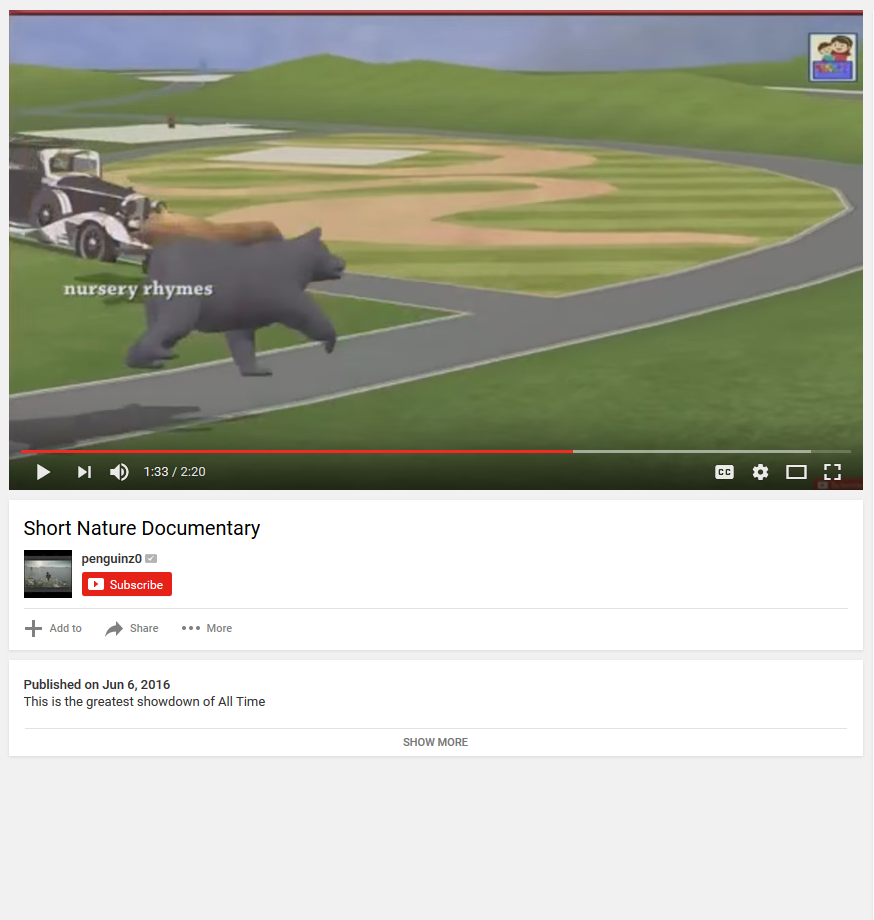 nursery rhymes
1:33 / 2:20
CC
Short Nature Documentary
penguinz0
Subscribe
Add to
Share
More
Published on Jun 6, 2016
This is the greatest showdown of All Time
SHOW MORE